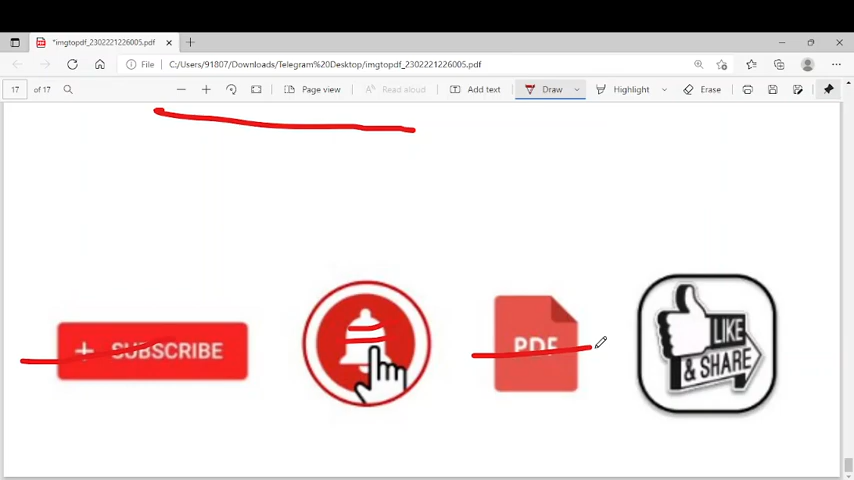 *imgtopdf_2302221226005.pdf
File C:/Users/91807/Downloads/Telegram%20Desktop/imgtopdf_2302221226005.pdf
17 of 17 Page view Read aloud Add text Draw Highlight Erase
+ SUBSCRIBE
PDF
LIKE
& SHARE